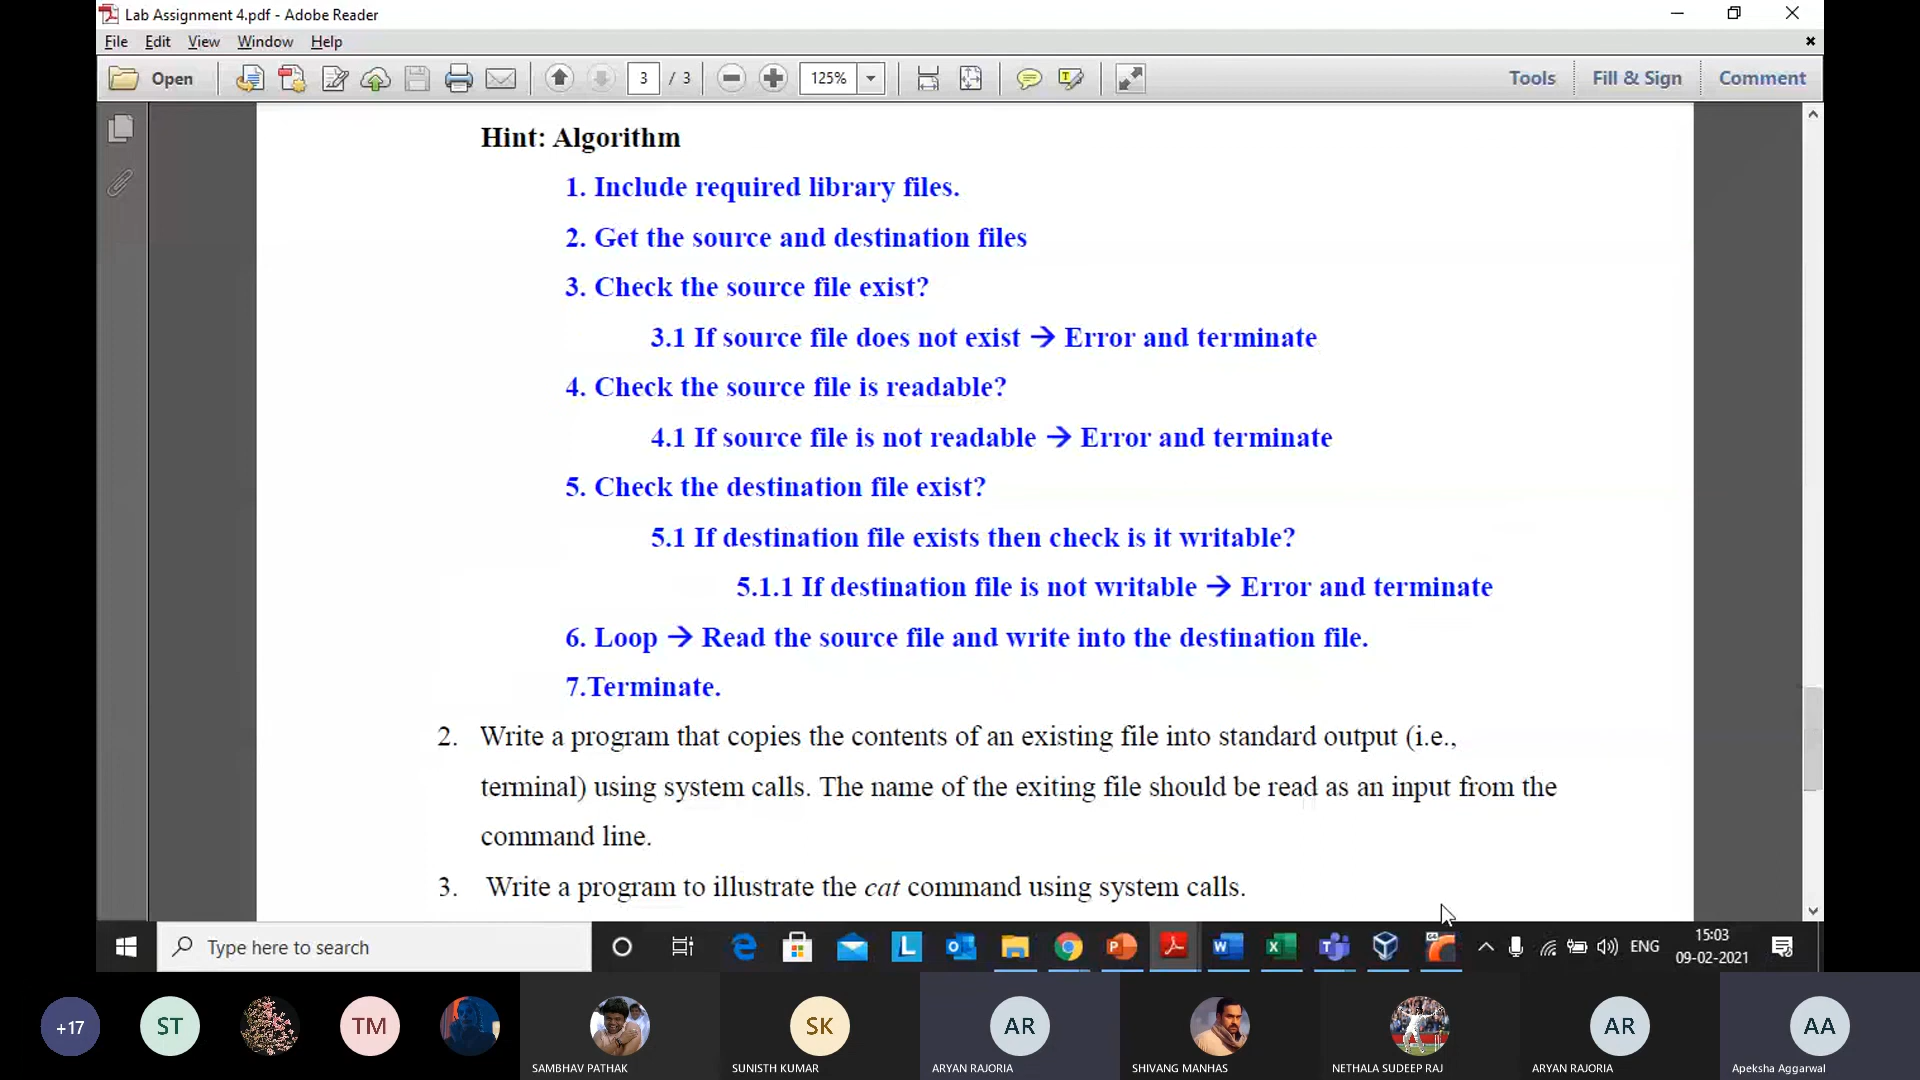 Lab Assignment 4.pdf - Adobe Reader
File Edit View Window Help
Open 3 / 3 125% Tools Fill & Sign Comment
Hint: Algorithm
1. Include required library files.
2. Get the source and destination files
3. Check the source file exist?
3.1 If source file does not exist → Error and terminate
4. Check the source file is readable?
4.1 If source file is not readable → Error and terminate
5. Check the destination file exist?
5.1 If destination file exists then check is it writable?
5.1.1 If destination file is not writable → Error and terminate
6. Loop → Read the source file and write into the destination file.
7.Terminate.
2. Write a program that copies the contents of an existing file into standard output (i.e.,
terminal) using system calls. The name of the exiting file should be read as an input from the
command line.
3. Write a program to illustrate the cat command using system calls.
Type here to search
ENG
15:03
09-02-2021
+17 ST TM SK AR AR AA
SAMBHAV PATHAK SUNISTH KUMAR ARYAN RAJORIA SHIVANG MANHAS NETHALA SUDEEP RAJ ARYAN RAJORIA Apeksha Aggarwal